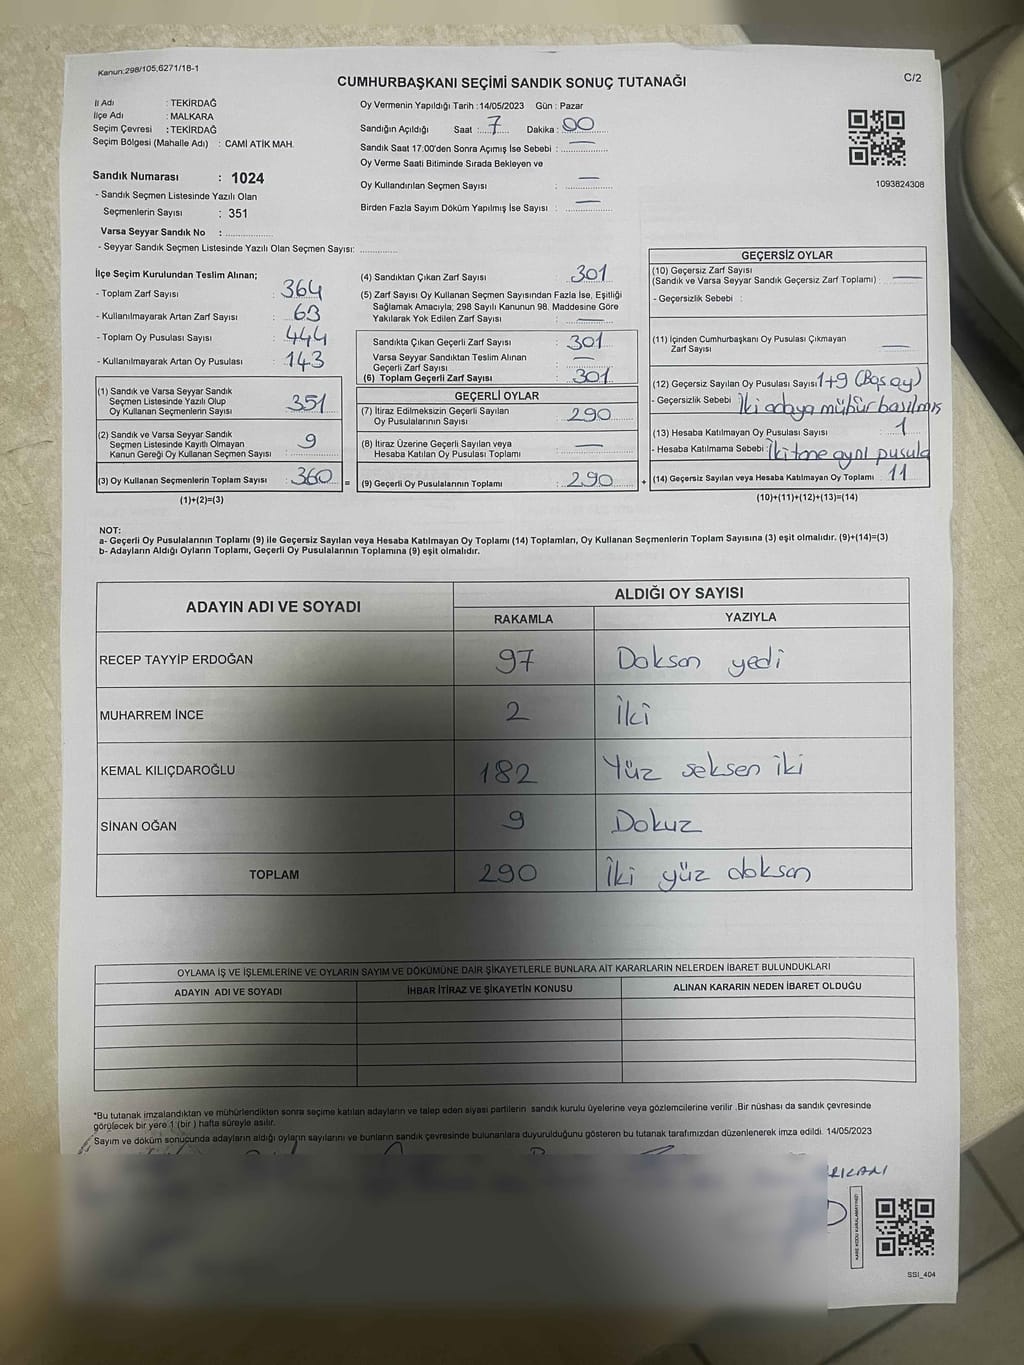 Kanun:298/105,6271/18-1
CUMHURBAŞKANI SEÇİMİ SANDIK SONUÇ TUTANAĞI
C/2
İl Adı : TEKİRDAĞ
İlçe Adı : MALKARA
Seçim Çevresi : TEKİRDAĞ
Seçim Bölgesi (Mahalle Adı) : CAMİ ATİK MAH.
Oy Vermenin Yapıldığı Tarih :14/05/2023 Gün : Pazar
Sandığın Açıldığı Saat :7 Dakika :00
Sandık Saat 17:00'den Sonra Açımış İse Sebebi : —
Oy Verme Saati Bitiminde Sırada Bekleyen ve
Oy Kullandırılan Seçmen Sayısı : —
Birden Fazla Sayım Döküm Yapılmış İse Sayısı : —
1093824308
Sandık Numarası : 1024
- Sandık Seçmen Listesinde Yazılı Olan
Seçmenlerin Sayısı : 351
Varsa Seyyar Sandık No :
- Seyyar Sandık Seçmen Listesinde Yazılı Olan Seçmen Sayısı:
İlçe Seçim Kurulundan Teslim Alınan;
- Toplam Zarf Sayısı : 364
- Kullanılmayarak Artan Zarf Sayısı : 63
- Toplam Oy Pusulası Sayısı : 444
- Kullanılmayarak Artan Oy Pusulası : 143
(1) Sandık ve Varsa Seyyar Sandık
Seçmen Listesinde Yazılı Olup
Oy Kullanan Seçmenlerin Sayısı : 351
(2) Sandık ve Varsa Seyyar Sandık
Seçmen Listesinde Kayıtlı Olmayan
Kanun Gereği Oy Kullanan Seçmen Sayısı : 9
(3) Oy Kullanan Seçmenlerin Toplam Sayısı : 360 =
(1)+(2)=(3)
(4) Sandıktan Çıkan Zarf Sayısı : 301
(5) Zarf Sayısı Oy Kullanan Seçmen Sayısından Fazla İse, Eşitliği
Sağlamak Amacıyla, 298 Sayılı Kanunun 98. Maddesine Göre
Yakılarak Yok Edilen Zarf Sayısı : —
Sandıkta Çıkan Geçerli Zarf Sayısı : 301
Varsa Seyyar Sandıktan Teslim Alınan
Geçerli Zarf Sayısı : —
(6) Toplam Geçerli Zarf Sayısı : 301
GEÇERLİ OYLAR
(7) İtiraz Edilmeksizin Geçerli Sayılan
Oy Pusulalarının Sayısı : 290
(8) İtiraz Üzerine Geçerli Sayılan veya
Hesaba Katılan Oy Pusulası Toplamı : —
(9) Geçerli Oy Pusulalarının Toplamı : 290 +
GEÇERSİZ OYLAR
(10) Geçersiz Zarf Sayısı
(Sandık ve Varsa Seyyar Sandık Geçersiz Zarf Toplamı) : —
- Geçersizlik Sebebi :
(11) İçinden Cumhurbaşkanı Oy Pusulası Çıkmayan
Zarf Sayısı : —
(12) Geçersiz Sayılan Oy Pusulası Sayısı : 1+9 (Boş oy)
- Geçersizlik Sebebi : İki adaya mühür basılmış
(13) Hesaba Katılmayan Oy Pusulası Sayısı : 1
- Hesaba Katılmama Sebebi : İki tane aynı pusula
(14) Geçersiz Sayılan veya Hesaba Katılmayan Oy Toplamı : 11
(10)+(11)+(12)+(13)=(14)
NOT:
a- Geçerli Oy Pusulalarının Toplamı (9) ile Geçersiz Sayılan veya Hesaba Katılmayan Oy Toplamı (14) Toplamları, Oy Kullanan Seçmenlerin Toplam Sayısına (3) eşit olmalıdır. (9)+(14)=(3)
b- Adayların Aldığı Oyların Toplamı, Geçerli Oy Pusulalarının Toplamına (9) eşit olmalıdır.
ADAYIN ADI VE SOYADI ALDIĞI OY SAYISI
RAKAMLA YAZIYLA
RECEP TAYYİP ERDOĞAN 97 Doksan yedi
MUHARREM İNCE 2 İki
KEMAL KILIÇDAROĞLU 182 Yüz seksen iki
SİNAN OĞAN 9 Dokuz
TOPLAM 290 İki yüz doksan
OYLAMA İŞ VE İŞLEMLERİNE VE OYLARIN SAYIM VE DÖKÜMÜNE DAİR ŞİKAYETLERLE BUNLARA AİT KARARLARIN NELERDEN İBARET BULUNDUKLARI
ADAYIN ADI VE SOYADI İHBAR İTİRAZ VE ŞİKAYETİN KONUSU ALINAN KARARIN NEDEN İBARET OLDUĞU
*Bu tutanak imzalandıktan ve mühürlendikten sonra seçime katılan adayların ve talep eden siyasi partilerin sandık kurulu üyelerine veya gözlemcilerine verilir .Bir nüshası da sandık çevresinde
görülecek bir yere 1 (bir ) hafta süreyle asılır.
Sayım ve döküm sonucunda adayların aldığı oyların sayılarını ve bunların sandık çevresinde bulunanlara duyurulduğunu gösteren bu tutanak tarafımızdan düzenlenerek imza edildi. 14/05/2023
KARE KODU KARALAMAYINIZ!
SSI_404